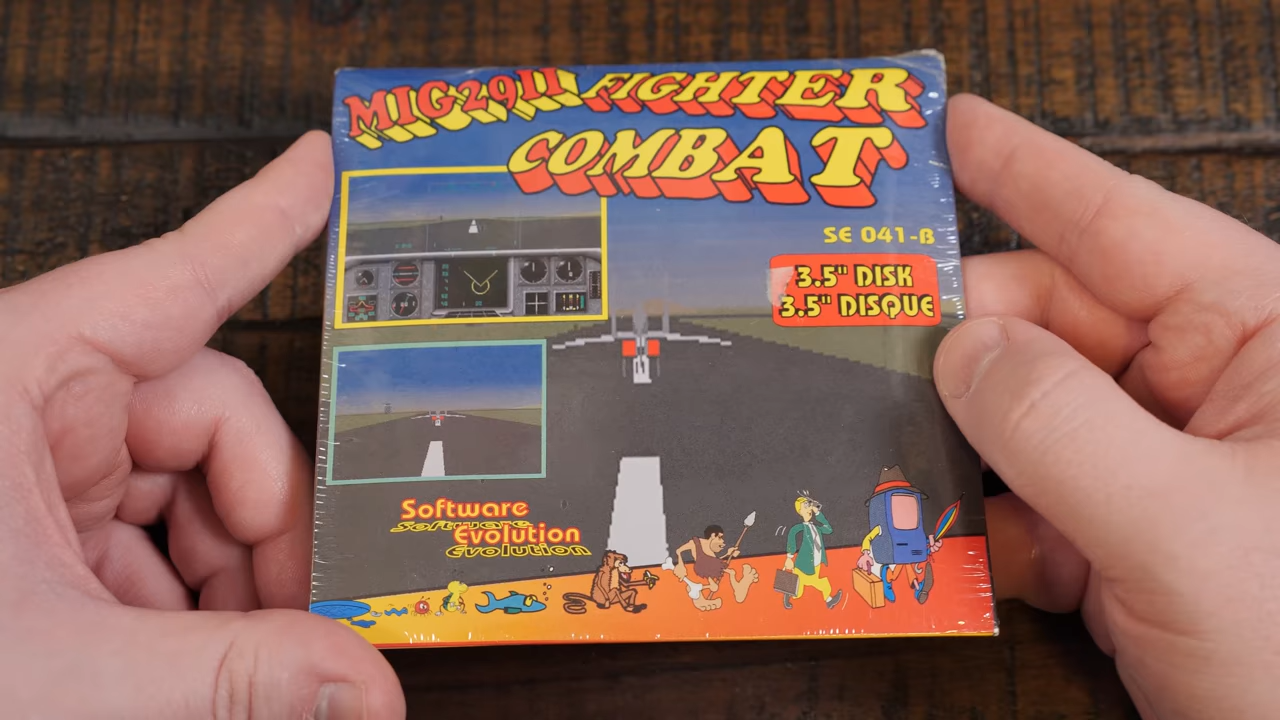 MIG29II FIGHTER
COMBAT
SE 041-B
3.5" DISK
3.5" DISQUE
Software
Software
Evolution
Evolution